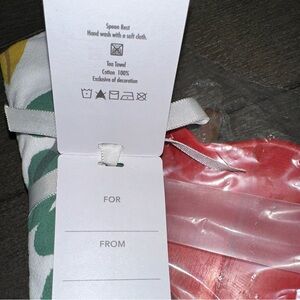 Spoon Rest
Hand wash with a soft cloth.
Tea Towel
Cotton 100%
Exclusive of decoration
FOR
FROM